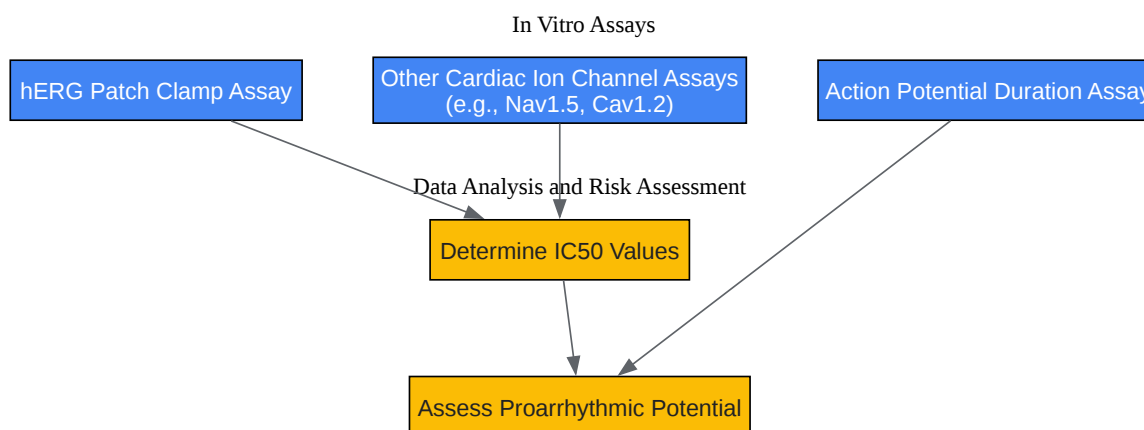 In Vitro Assays
hERG Patch Clamp Assay
Other Cardiac Ion Channel Assays
(e.g., Nav1.5, Cav1.2)
Action Potential Duration Assay
Data Analysis and Risk Assessment
Determine IC50 Values
Assess Proarrhythmic Potential